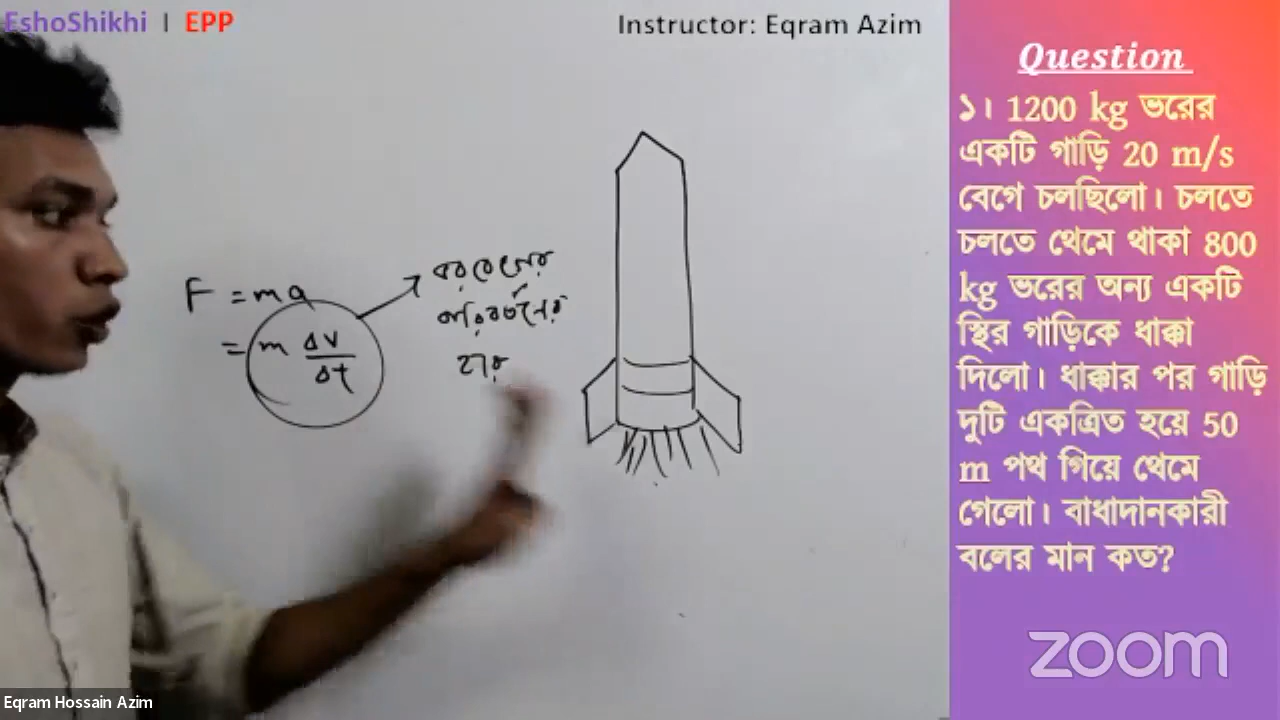 EshoShikhi | EPP
Instructor: Eqram Azim
F = ma
= m ΔV/Δt
পরিবর্তনের
হার
Question
১। 1200 kg ভরের
একটি গাড়ি 20 m/s
বেগে চলছিলো। চলতে
চলতে থেমে থাকা 800
kg ভরের অন্য একটি
স্থির গাড়িকে ধাক্কা
দিলো। ধাক্কার পর গাড়ি
দুটি একত্রিত হয়ে 50
m পথ গিয়ে থেমে
গেলো। বাধাদানকারী
বলের মান কত?
zoom
Eqram Hossain Azim